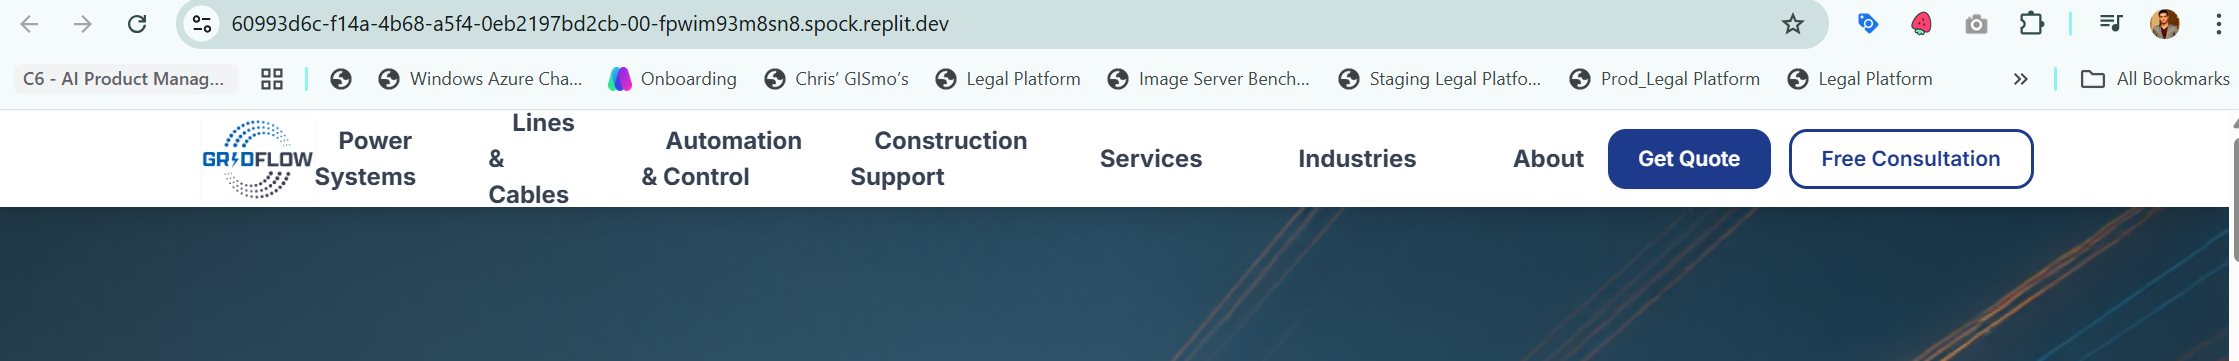 60993d6c-f14a-4b68-a5f4-0eb2197bd2cb-00-fpwim93m8sn8.spock.replit.dev
C6 - AI Product Manag...
Windows Azure Cha...
Onboarding
Chris’ GISmo’s
Legal Platform
Image Server Bench...
Staging Legal Platfo...
Prod_Legal Platform
Legal Platform
All Bookmarks
GRIDFLOW
Power
Systems
Lines
&
Cables
Automation
& Control
Construction
Support
Services
Industries
About
Get Quote
Free Consultation